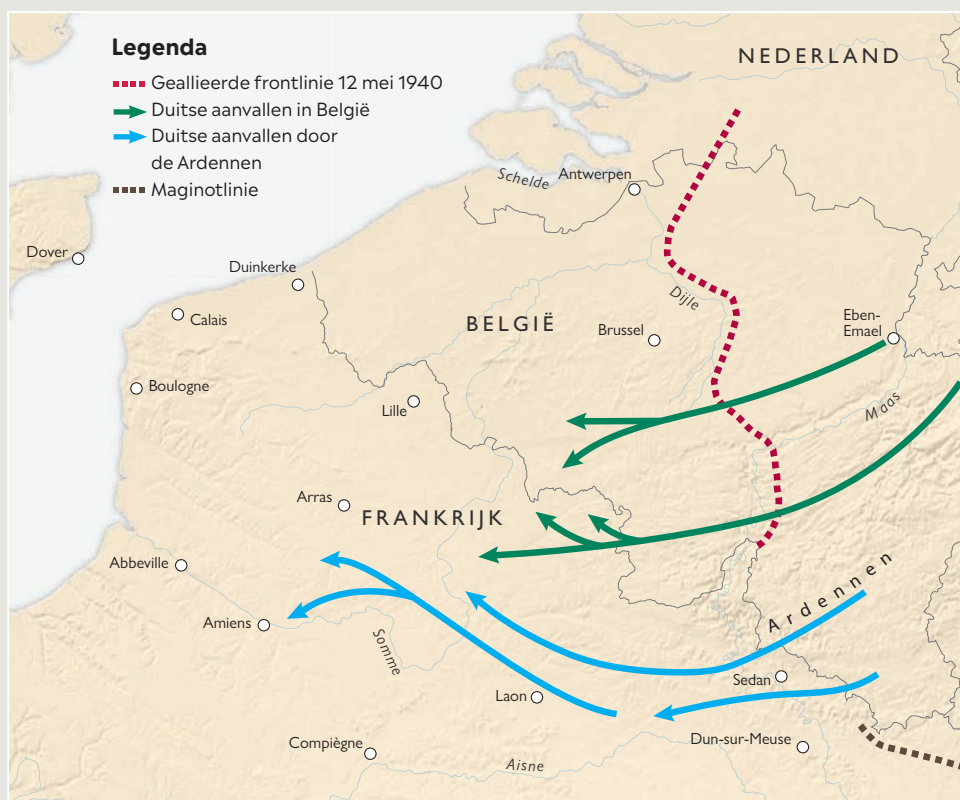 Legenda
Geallieerde frontlinie 12 mei 1940
Duitse aanvallen in België
Duitse aanvallen door
de Ardennen
Maginotlinie
NEDERLAND
Schelde
Antwerpen
Dover
Duinkerke
Calais
Dijle
BELGIË
Brussel
Eben-
Emael
Boulogne
Lille
Maas
Arras
FRANKRIJK
Abbeville
Ardennen
Amiens
Somme
Sedan
Laon
Compiègne
Dun-sur-Meuse
Aisne